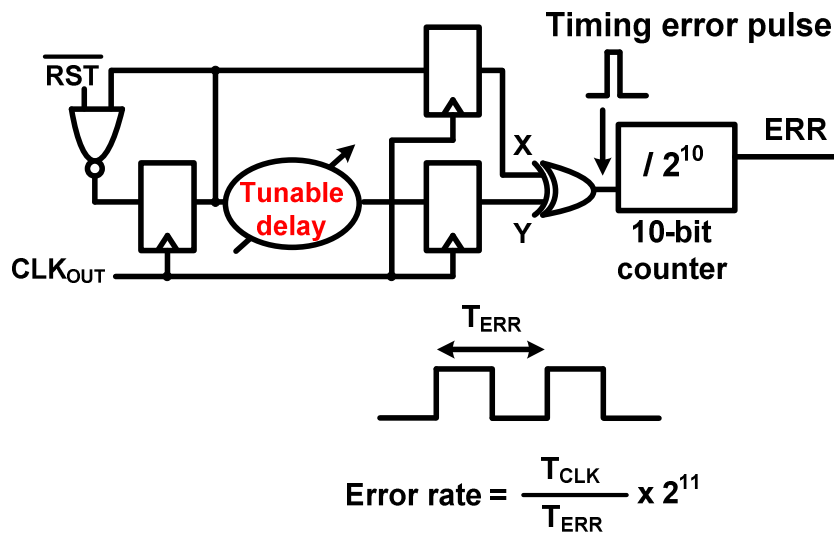 Timing error pulse
RST
X
/ 2¹⁰
ERR
Tunable
delay
Y
10-bit
counter
CLK_OUT
T_ERR
Error rate = T_CLK / T_ERR x 2¹¹